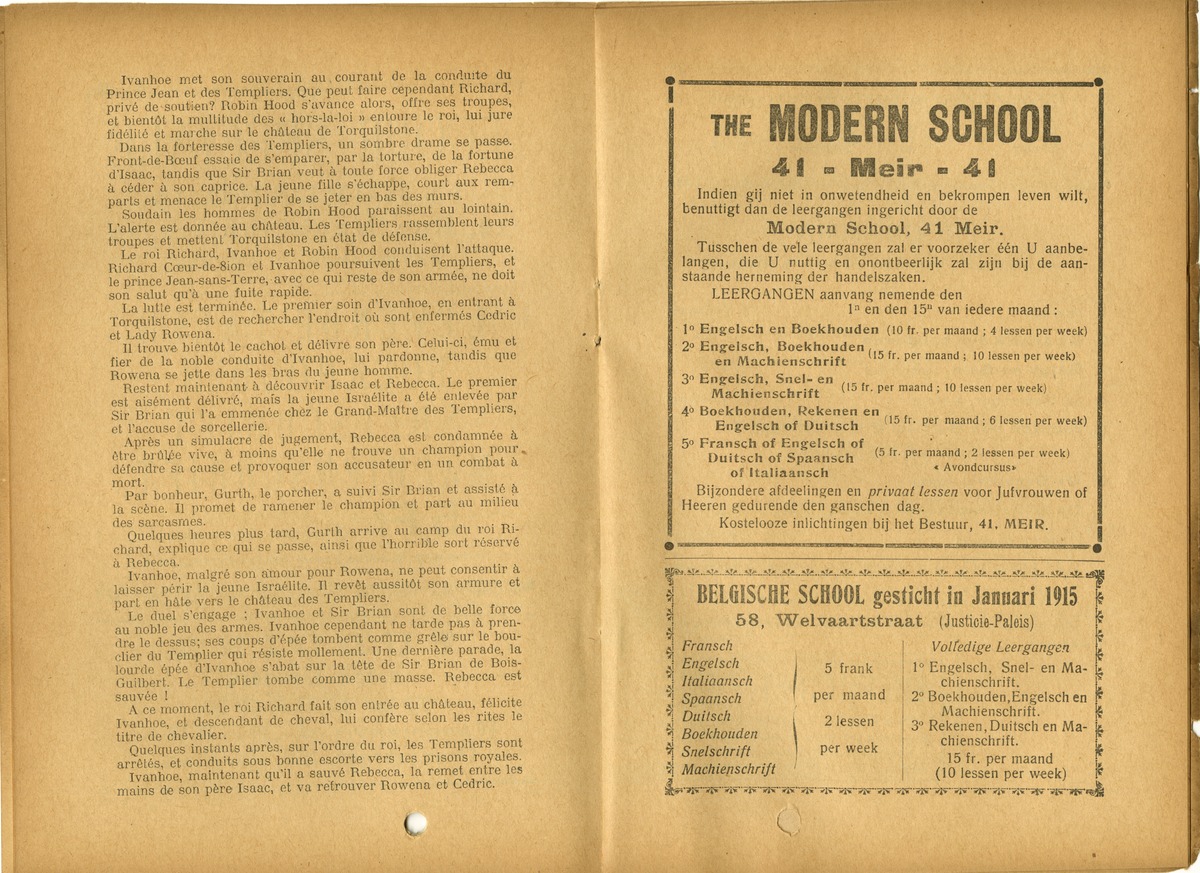 Ivanhoe met son souverain au courant de la conduite du
Prince Jean et des Templiers. Que peut faire cependant Richard,
privé de soutien? Robin Hood s'avance alors, offre ses troupes,
et bientôt la multitude des « hors-la-loi » entoure le roi, lui jure
fidélité et marche sur le château de Torquilstone.
Dans la forteresse des Templiers, un sombre drame se passe.
Front-de-Bœuf essaie de s'emparer, par la torture, de la fortune
d'Isaac, tandis que Sir Brian veut à toute force obliger Rebecca
à céder à son caprice. La jeune fille s'échappe, court aux rem-
parts et menace le Templier de se jeter en bas des murs.
Soudain les hommes de Robin Hood paraissent au lointain.
L'alerte est donnée au château. Les Templiers rassemblent leurs
troupes et mettent Torquilstone en état de défense.
Le roi Richard, Ivanhoe et Robin Hood conduisent l'attaque.
Richard Cœur-de-Sion et Ivanhoe poursuivent les Templiers, et
le prince Jean-sans-Terre, avec ce qui reste de son armée, ne doit
son salut qu'à une fuite rapide.
La lutte est terminée. Le premier soin d'Ivanhoe, en entrant à
Torquilstone, est de rechercher l'endroit où sont enfermés Cedric
et Lady Rowena.
Il trouve bientôt le cachot et délivre son père. Celui-ci, ému et
fier de la noble conduite d'Ivanhoe, lui pardonne, tandis que
Rowena se jette dans les bras du jeune homme.
Restent maintenant à découvrir Isaac et Rebecca. Le premier
est aisément délivré, mais la jeune Israélite a été enlevée par
Sir Brian qui l'a emmenée chez le Grand-Maître des Templiers,
et l'accuse de sorcellerie.
Après un simulacre de jugement, Rebecca est condamnée à
être brûlée vive, à moins qu'elle ne trouve un champion pour
défendre sa cause et provoquer son accusateur en un combat à
mort.
Par bonheur, Gurth, le porcher, a suivi Sir Brian et assisté à
la scène. Il promet de ramener le champion et part au milieu
des sarcasmes.
Quelques heures plus tard, Gurth arrive au camp du roi Ri-
chard, explique ce qui se passe, ainsi que l'horrible sort réservé
à Rebecca.
Ivanhoe, malgré son amour pour Rowena, ne peut consentir à
laisser périr la jeune Israélite. Il revêt aussitôt son armure et
part en hâte vers le château des Templiers.
Le duel s'engage ; Ivanhoe et Sir Brian sont de belle force
au noble jeu des armes. Ivanhoe cependant ne tarde pas à pren-
dre le dessus; ses coups d'épée tombent comme grêle sur le bou-
clier du Templier qui résiste mollement. Une dernière parade, la
lourde épée d'Ivanhoe s'abat sur la tête de Sir Brian de Bois-
Guilbert. Le Templier tombe comme une masse. Rebecca est
sauvée !
A ce moment, le roi Richard fait son entrée au château, félicite
Ivanhoe, et descendant de cheval, lui confère selon les rites le
titre de chevalier.
Quelques instants après, sur l'ordre du roi, les Templiers sont
arrêtés, et conduits sous bonne escorte vers les prisons royales.
Ivanhoe, maintenant qu'il a sauvé Rebecca, la remet entre les
mains de son père Isaac, et va retrouver Rowena et Cedric.
THE MODERN SCHOOL
41 - Meir - 41
Indien gij niet in onwetendheid en bekrompen leven wilt,
benuttigt dan de leergangen ingericht door de
Modern School, 41 Meir.
Tusschen de vele leergangen zal er voorzeker één U aanbe-
langen, die U nuttig en onontbeerlijk zal zijn bij de aan-
staande herneming der handelszaken.
LEERGANGEN aanvang nemende den
1n en den 15n van iedere maand :
1o Engelsch en Boekhouden (10 fr. per maand ; 4 lessen per week)
2o Engelsch, Boekhouden
en Machienschrift (15 fr. per maand ; 10 lessen per week)
3o Engelsch, Snel- en
Machienschrift (15 fr. per maand ; 10 lessen per week)
4o Boekhouden, Rekenen en
Engelsch of Duitsch (15 fr. per maand ; 6 lessen per week)
5o Fransch of Engelsch of
Duitsch of Spaansch (5 fr. per maand ; 2 lessen per week)
of Italiaansch « Avondcursus»
Bijzondere afdeelingen en privaat lessen voor Jufvrouwen of
Heeren gedurende den ganschen dag.
Kostelooze inlichtingen bij het Bestuur, 41, MEIR.
BELGISCHE SCHOOL gesticht in Januari 1915
58, Welvaartstraat (Justicie-Paleis)
Fransch
Engelsch
Italiaansch
Spaansch
Duitsch
Boekhouden
Snelschrift
Machienschrift
5 frank
per maand
2 lessen
per week
Volledige Leergangen
1o Engelsch, Snel- en Ma-
chienschrift.
2o Boekhouden, Engelsch en
Machienschrift.
3o Rekenen, Duitsch en Ma-
chienschrift.
15 fr. per maand
(10 lessen per week)